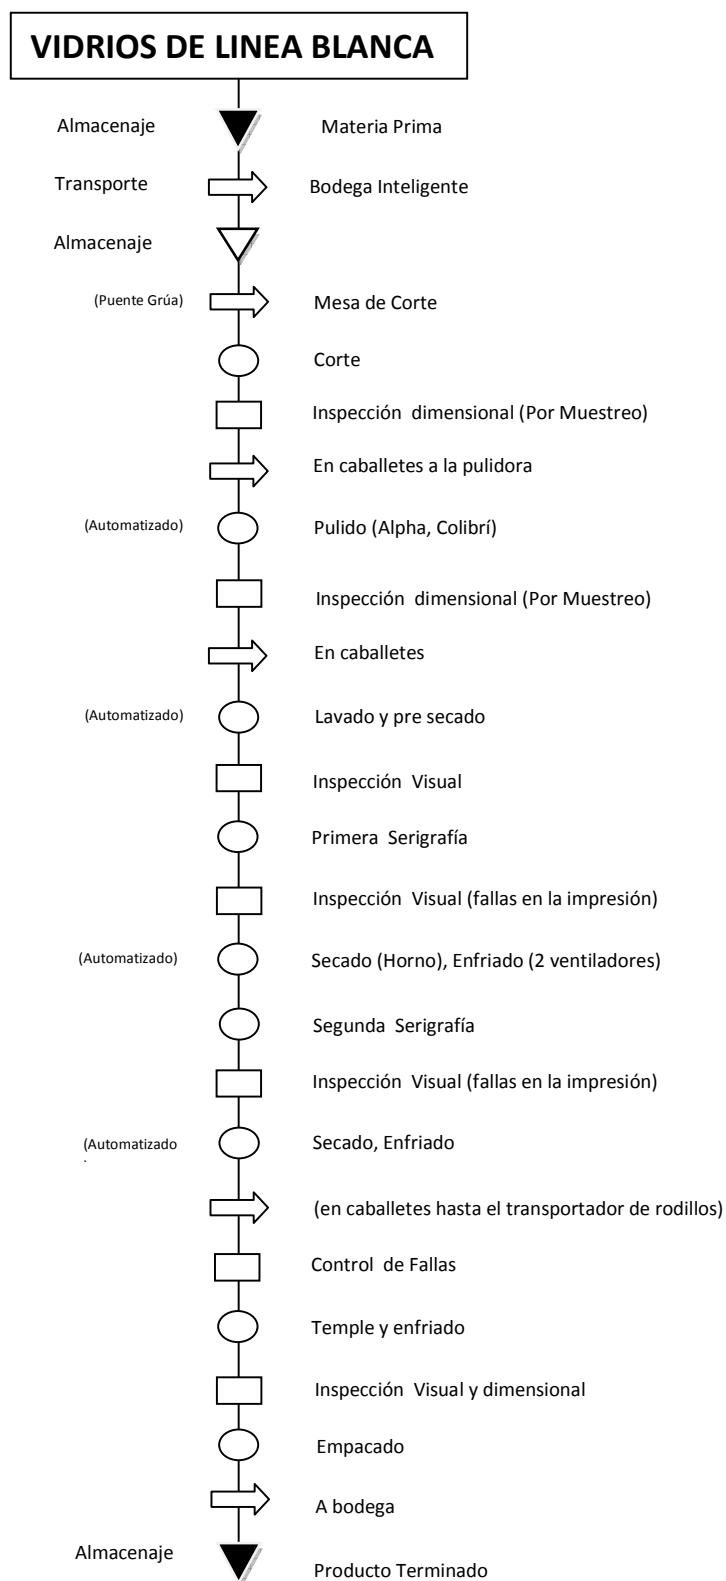 VIDRIOS DE LINEA BLANCA
Almacenaje Materia Prima
Transporte Bodega Inteligente
Almacenaje
(Puente Grúa) Mesa de Corte
Corte
Inspección dimensional (Por Muestreo)
En caballetes a la pulidora
(Automatizado) Pulido (Alpha, Colibrí)
Inspección dimensional (Por Muestreo)
En caballetes
(Automatizado) Lavado y pre secado
Inspección Visual
Primera Serigrafía
Inspección Visual (fallas en la impresión)
(Automatizado) Secado (Horno), Enfriado (2 ventiladores)
Segunda Serigrafía
Inspección Visual (fallas en la impresión)
(Automatizado Secado, Enfriado
(en caballetes hasta el transportador de rodillos)
Control de Fallas
Temple y enfriado
Inspección Visual y dimensional
Empacado
A bodega
Almacenaje Producto Terminado